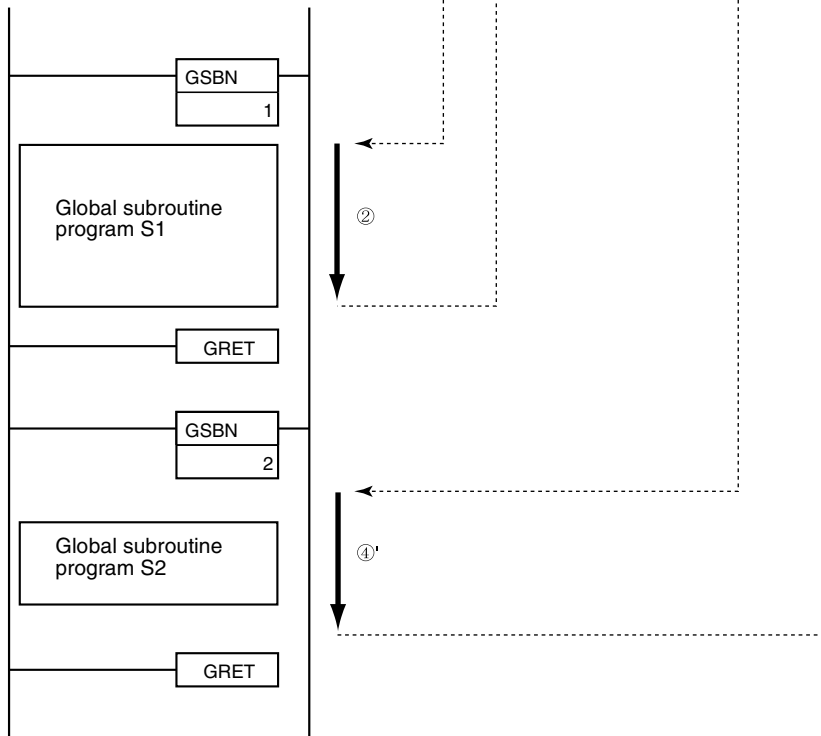 GSBN
1
Global subroutine
program S1
②
GRET
GSBN
2
Global subroutine
program S2
④'
GRET